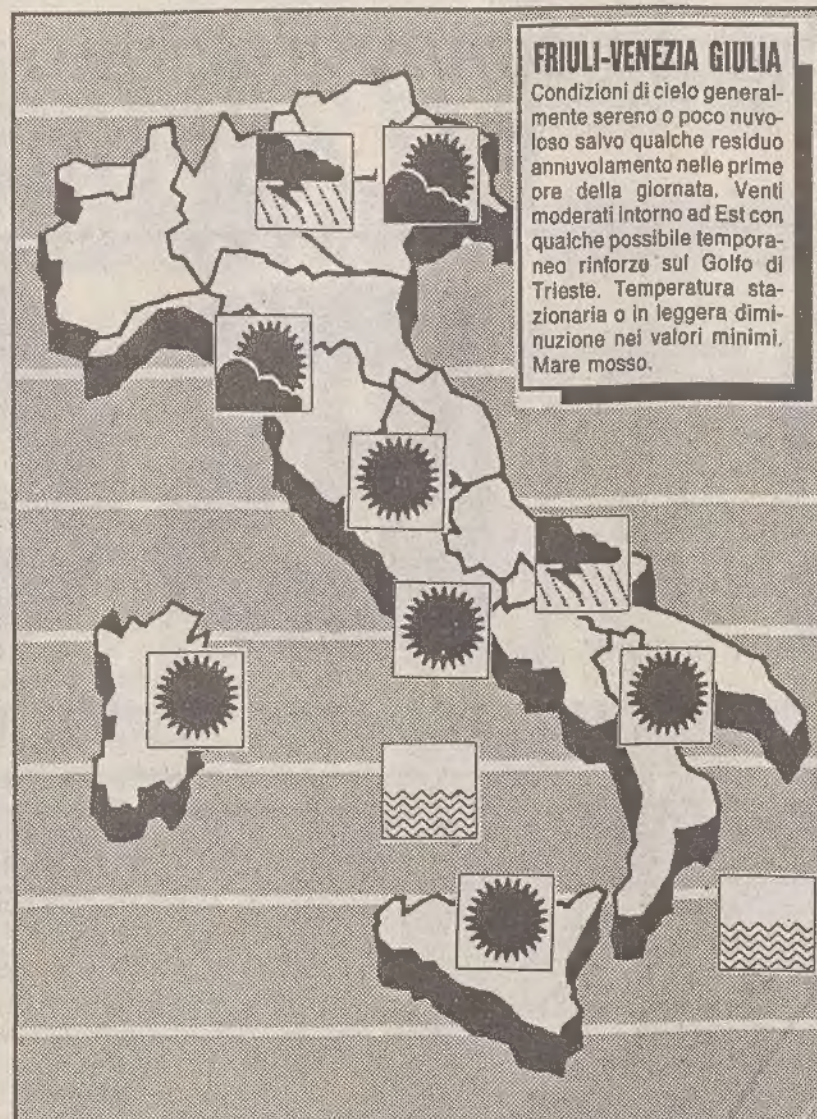 FRIULI-VENEZIA GIULIA
Condizioni di cielo general-
mente sereno o poco nuvo-
loso salvo qualche residuo
annuvolamento nelle prime
ore della giornata. Venti
moderati intorno ad Est con
qualche possibile tempora-
neo rinforzo sul Golfo di
Trieste. Temperatura sta-
zionaria o in leggera dimi-
nuzione nei valori minimi.
Mare mosso.